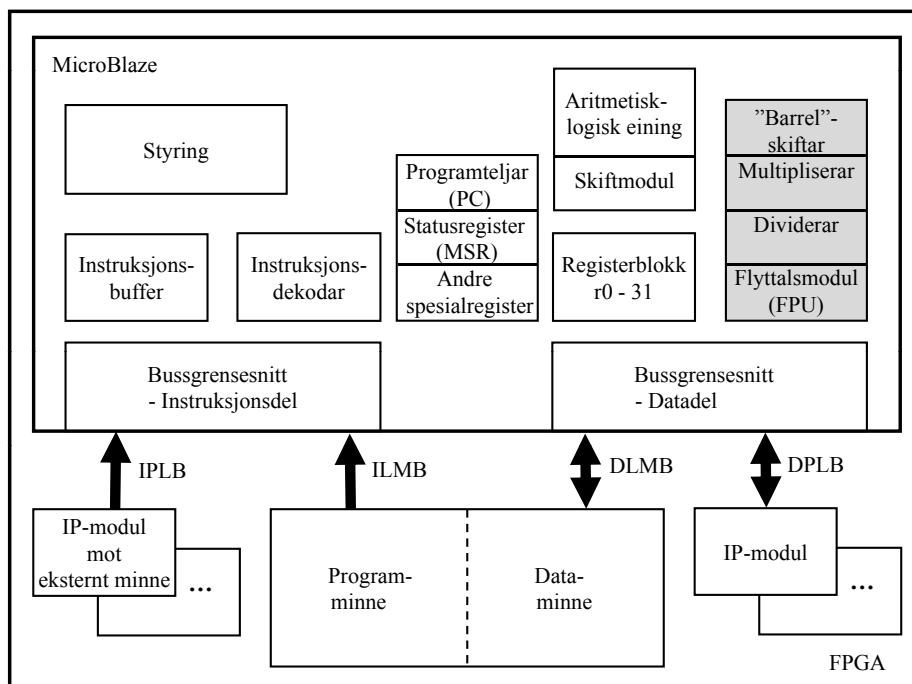 MicroBlaze
Styring
Aritmetisk-
logisk eining
Skiftmodul
”Barrel”-
skiftar
Multipliserar
Dividerar
Flyttalsmodul
(FPU)
Programteljar
(PC)
Statusregister
(MSR)
Andre
spesialregister
Instruksjons-
buffer
Instruksjons-
dekodar
Registerblokk
r0 - 31
Bussgrensesnitt
- Instruksjonsdel
Bussgrensesnitt
- Datadel
IPLB
ILMB
DLMB
DPLB
IP-modul
mot
eksternt minne
...
Program-
minne
Data-
minne
IP-modul
...
FPGA